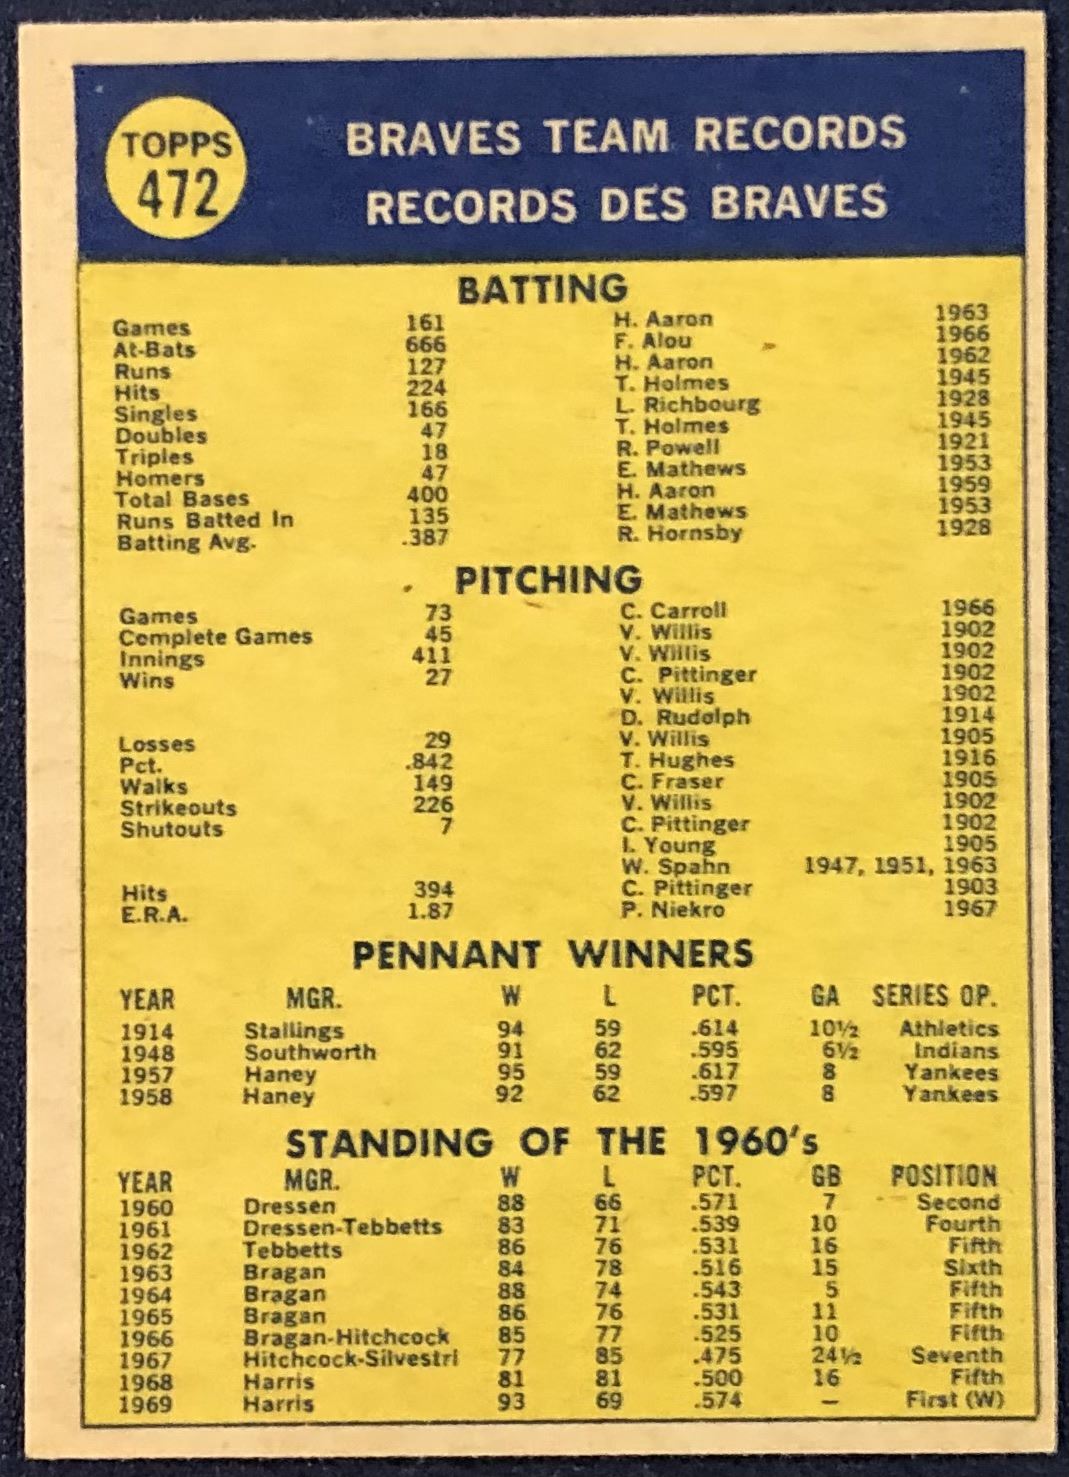 TOPPS
472
BRAVES TEAM RECORDS
RECORDS DES BRAVES
BATTING
Games 161 H. Aaron 1963
At-Bats 666 F. Alou 1966
Runs 127 H. Aaron 1962
Hits 224 T. Holmes 1945
Singles 166 L. Richbourg 1928
Doubles 47 T. Holmes 1945
Triples 18 R. Powell 1921
Homers 47 E. Mathews 1953
Total Bases 400 H. Aaron 1959
Runs Batted In 135 E. Mathews 1953
Batting Avg. .387 R. Hornsby 1928
PITCHING
Games 73 C. Carroll 1966
Complete Games 45 V. Willis 1902
Innings 411 V. Willis 1902
Wins 27 C. Pittinger 1902
V. Willis 1902
D. Rudolph 1914
Losses 29 V. Willis 1905
Pct. .842 T. Hughes 1916
Walks 149 C. Fraser 1905
Strikeouts 226 V. Willis 1902
Shutouts 7 C. Pittinger 1902
I. Young 1905
W. Spahn 1947, 1951, 1963
Hits 394 C. Pittinger 1903
E.R.A. 1.87 P. Niekro 1967
PENNANT WINNERS
YEAR MGR. W L PCT. GA SERIES OP.
1914 Stallings 94 59 .614 10½ Athletics
1948 Southworth 91 62 .595 6½ Indians
1957 Haney 95 59 .617 8 Yankees
1958 Haney 92 62 .597 8 Yankees
STANDING OF THE 1960's
YEAR MGR. W L PCT. GB POSITION
1960 Dressen 88 66 .571 7 Second
1961 Dressen-Tebbetts 83 71 .539 10 Fourth
1962 Tebbetts 86 76 .531 16 Fifth
1963 Bragan 84 78 .516 15 Sixth
1964 Bragan 88 74 .543 5 Fifth
1965 Bragan 86 76 .531 11 Fifth
1966 Bragan-Hitchcock 85 77 .525 10 Fifth
1967 Hitchcock-Silvestri 77 85 .475 24½ Seventh
1968 Harris 81 81 .500 16 Fifth
1969 Harris 93 69 .574 — First (W)